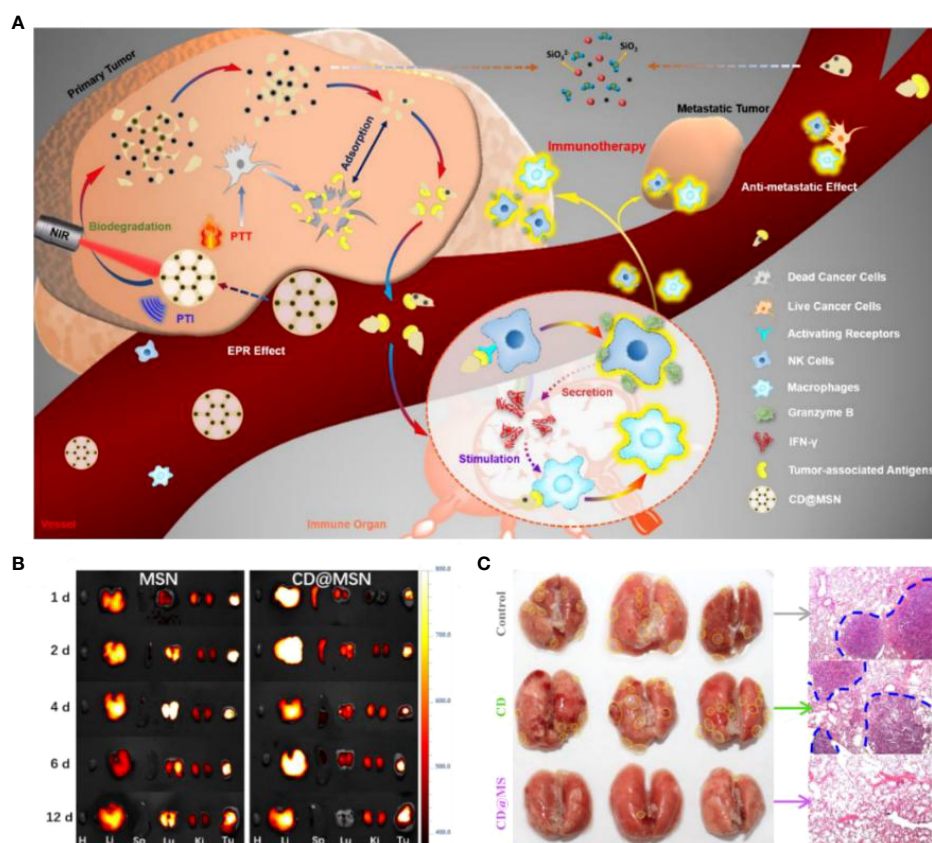 A
Primary Tumor
SiO₃²⁻
SiO₂
Metastatic Tumor
Adsorption
Immunotherapy
Anti-metastatic Effect
NIR
Biodegradation
PTT
PTI
EPR Effect
Dead Cancer Cells
Live Cancer Cells
Activating Receptors
NK Cells
Macrophages
Granzyme B
IFN-γ
Tumor-associated Antigens
CD@MSN
Secretion
Stimulation
Vessel
Immune Organ
B
MSN
CD@MSN
1 d
2 d
4 d
6 d
12 d
H Li Sp Lu Ki Tu
H Li Sp Lu Ki Tu
C
Control
CD
CD@MS